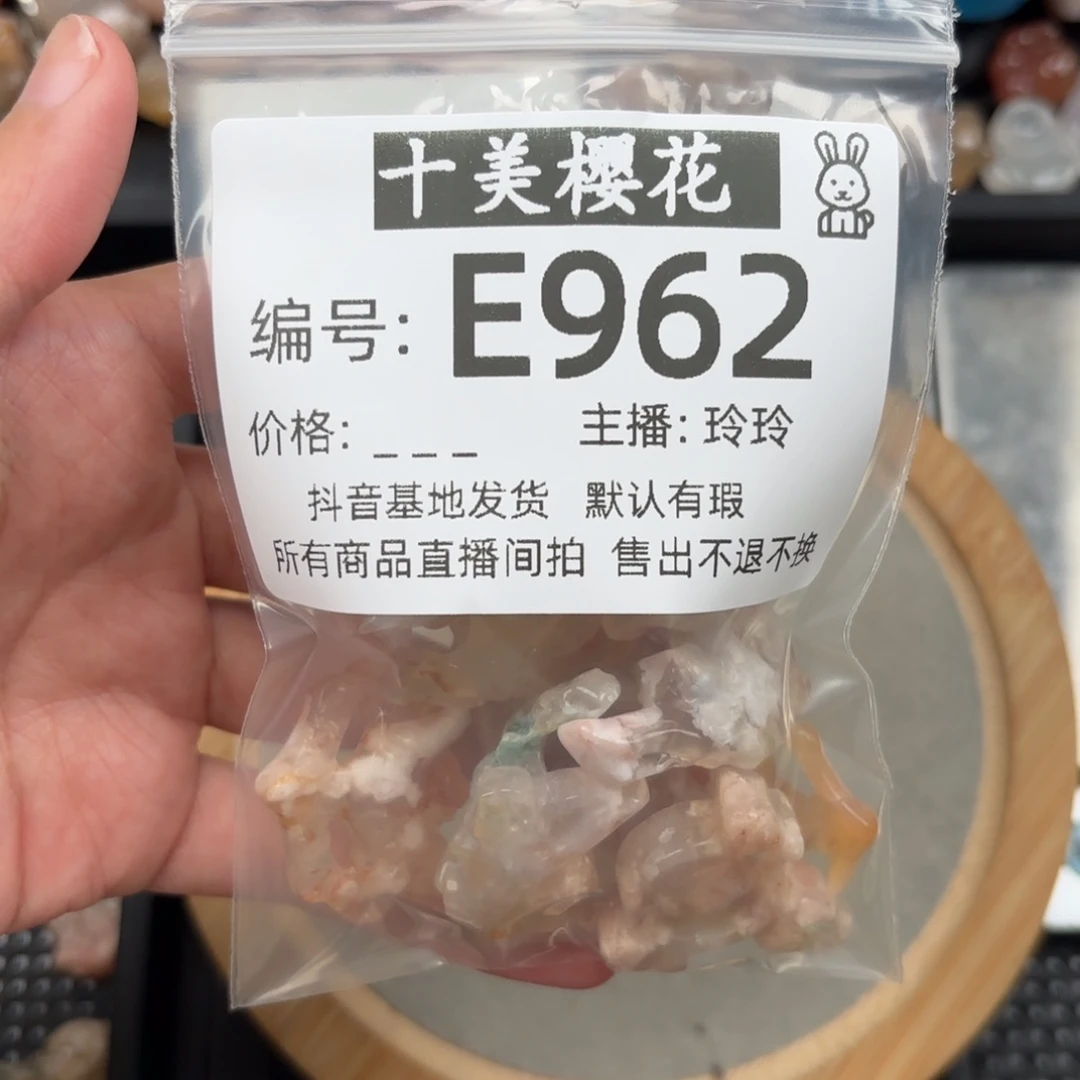 十美樱花
编号: E962
价格: _ _ _ 主播: 玲玲
抖音基地发货 默认有瑕
所有商品直播间拍 售出不退不换